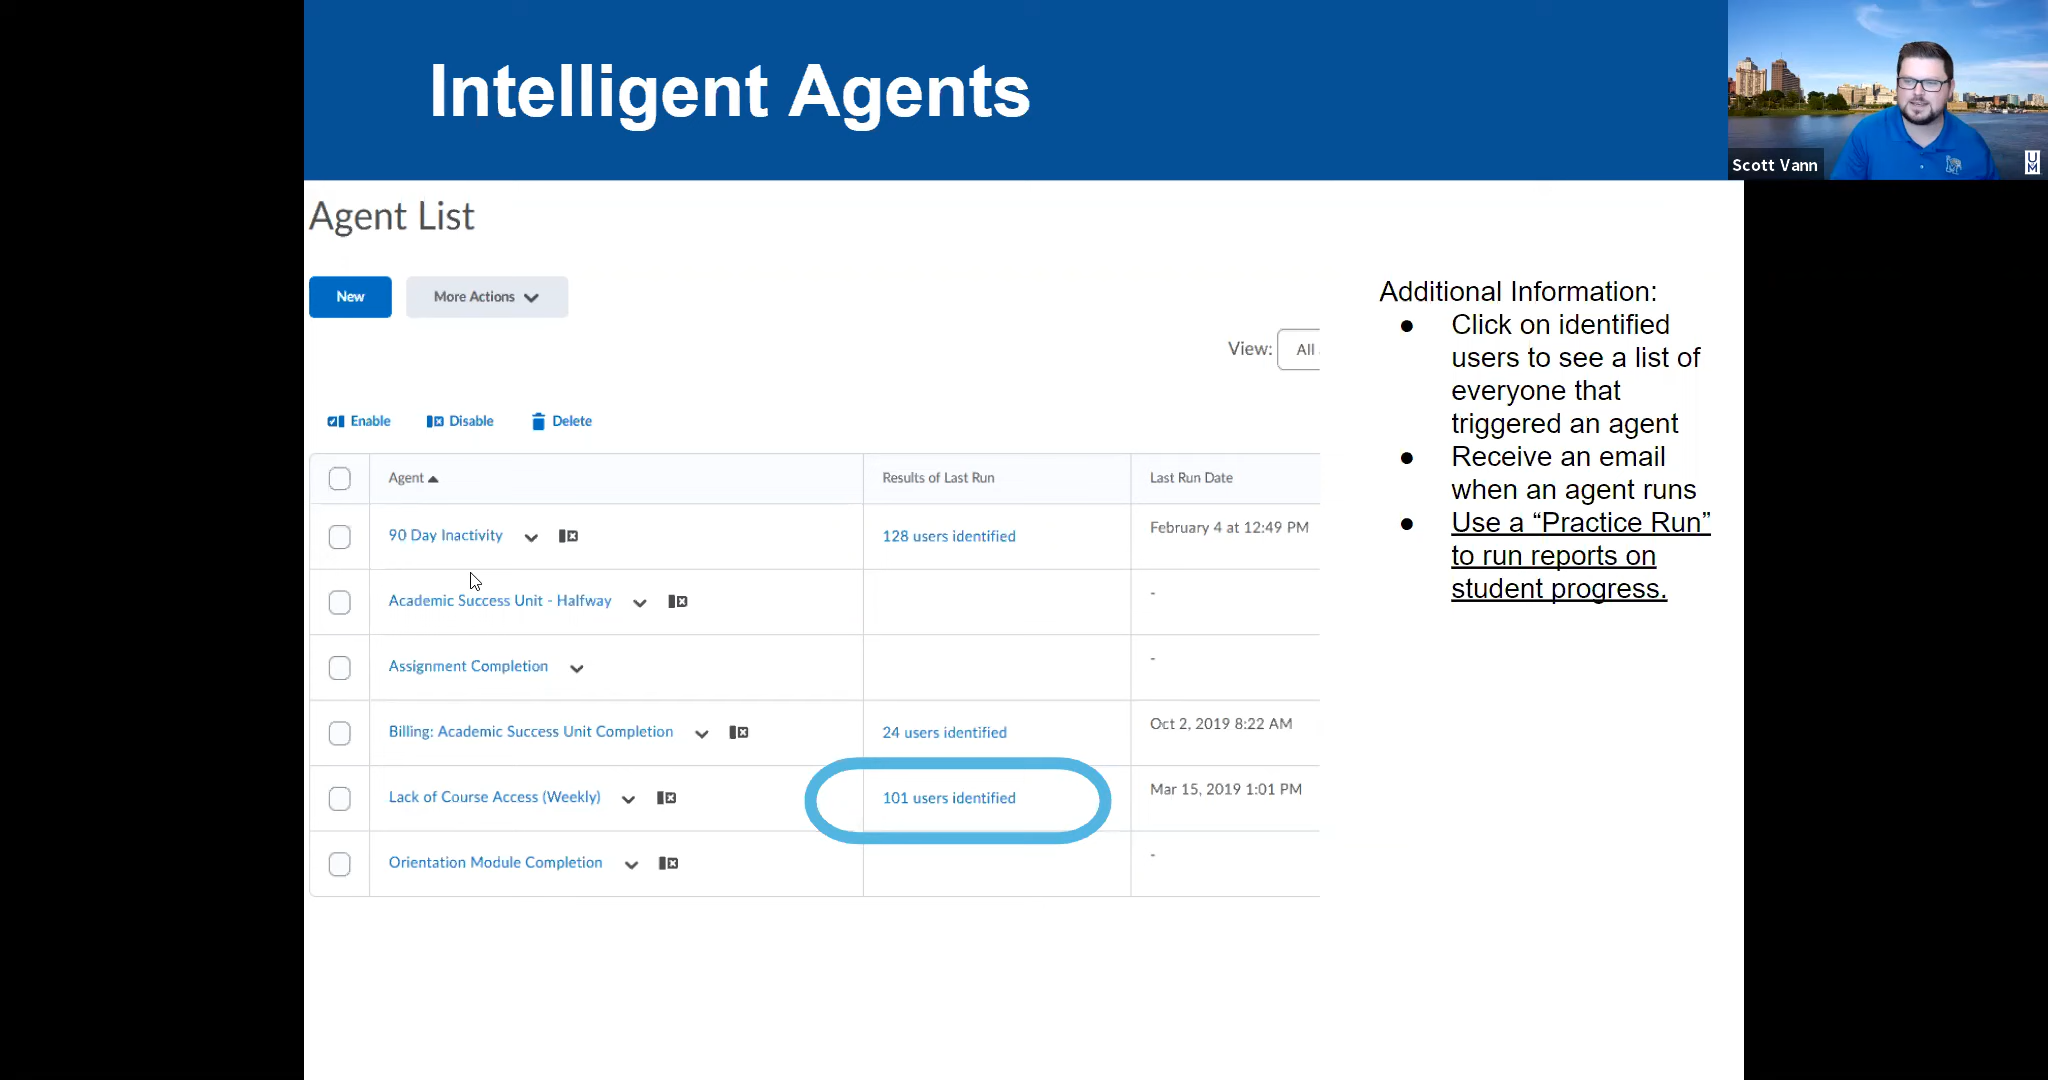 Intelligent Agents
Scott Vann
UM
Agent List
New
More Actions
View:
All
Enable
Disable
Delete
Agent
Results of Last Run
Last Run Date
90 Day Inactivity
128 users identified
February 4 at 12:49 PM
Academic Success Unit - Halfway
-
Assignment Completion
-
Billing: Academic Success Unit Completion
24 users identified
Oct 2, 2019 8:22 AM
Lack of Course Access (Weekly)
101 users identified
Mar 15, 2019 1:01 PM
Orientation Module Completion
-
Additional Information:
● Click on identified
users to see a list of
everyone that
triggered an agent
● Receive an email
when an agent runs
● Use a “Practice Run”
to run reports on
student progress.